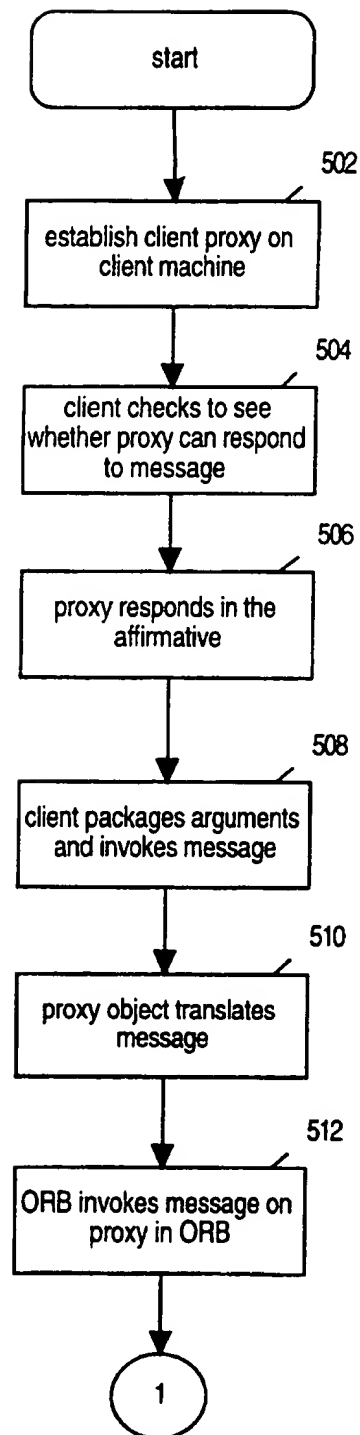 start
502
establish client proxy on
client machine
504
client checks to see
whether proxy can respond
to message
506
proxy responds in the
affirmative
508
client packages arguments
and invokes message
510
proxy object translates
message
512
ORB invokes message on
proxy in ORB
1